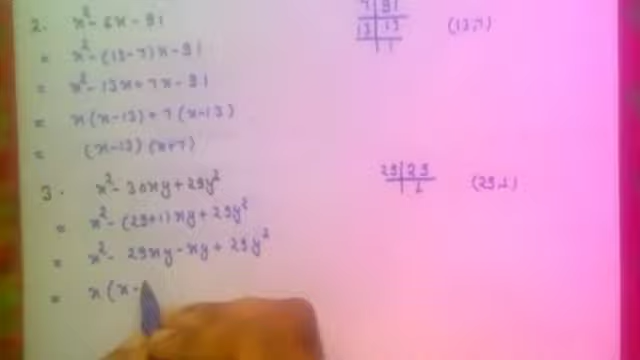 2. x² - 6x - 91
= x² - (13-7)x - 91
= x² - 13x + 7x - 91
= x(x-13) + 7(x-13)
= (x-13)(x+7)
7 | 91
13 | 13
1
(13,7)
3. x² - 30xy + 29y²
= x² - (29+1)xy + 29y²
= x² - 29xy - xy + 29y²
= x(x-
29 | 29
1
(29,1)